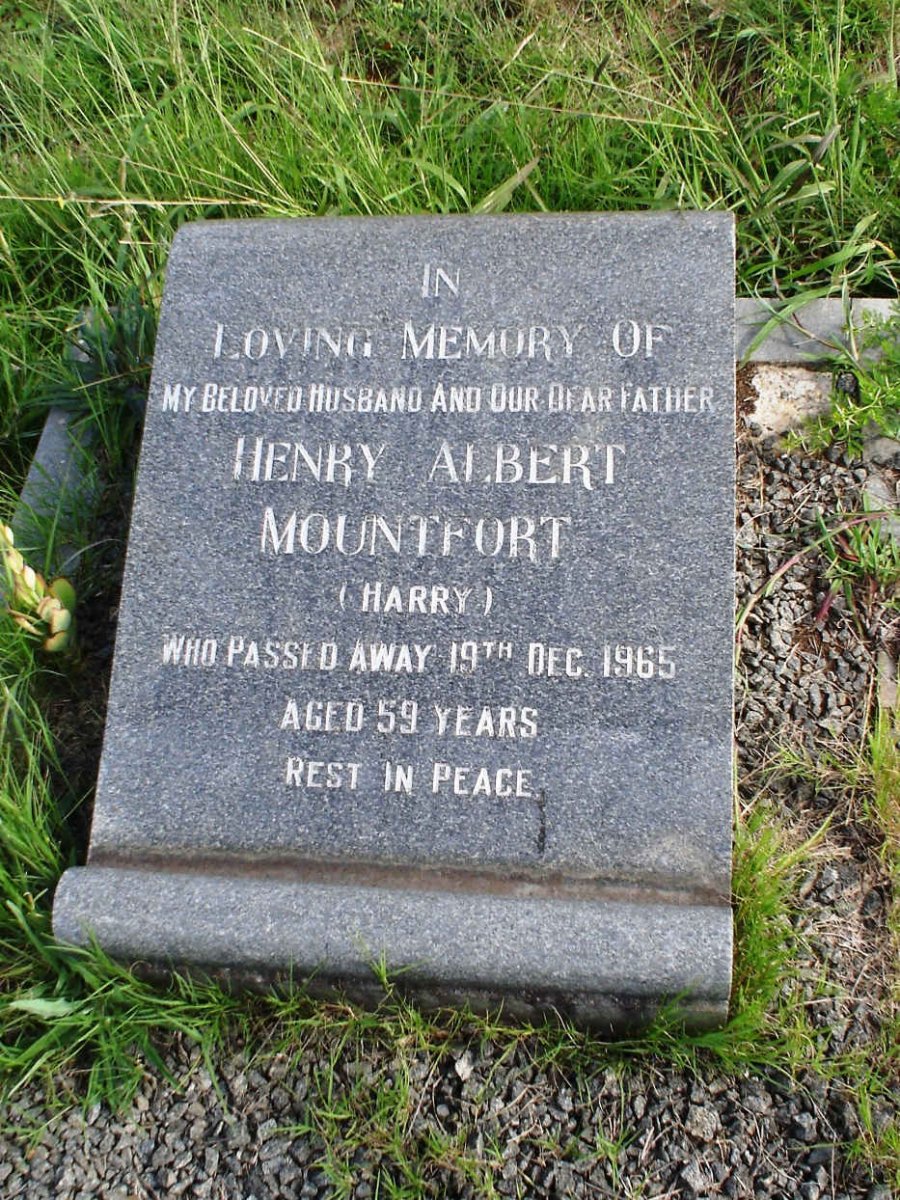 In
Loving Memory Of
My Beloved Husband And Our Dear Father
Henry Albert
Mountfort
(Harry)
Who Passed Away 19th Dec. 1965
Aged 59 Years
Rest In Peace